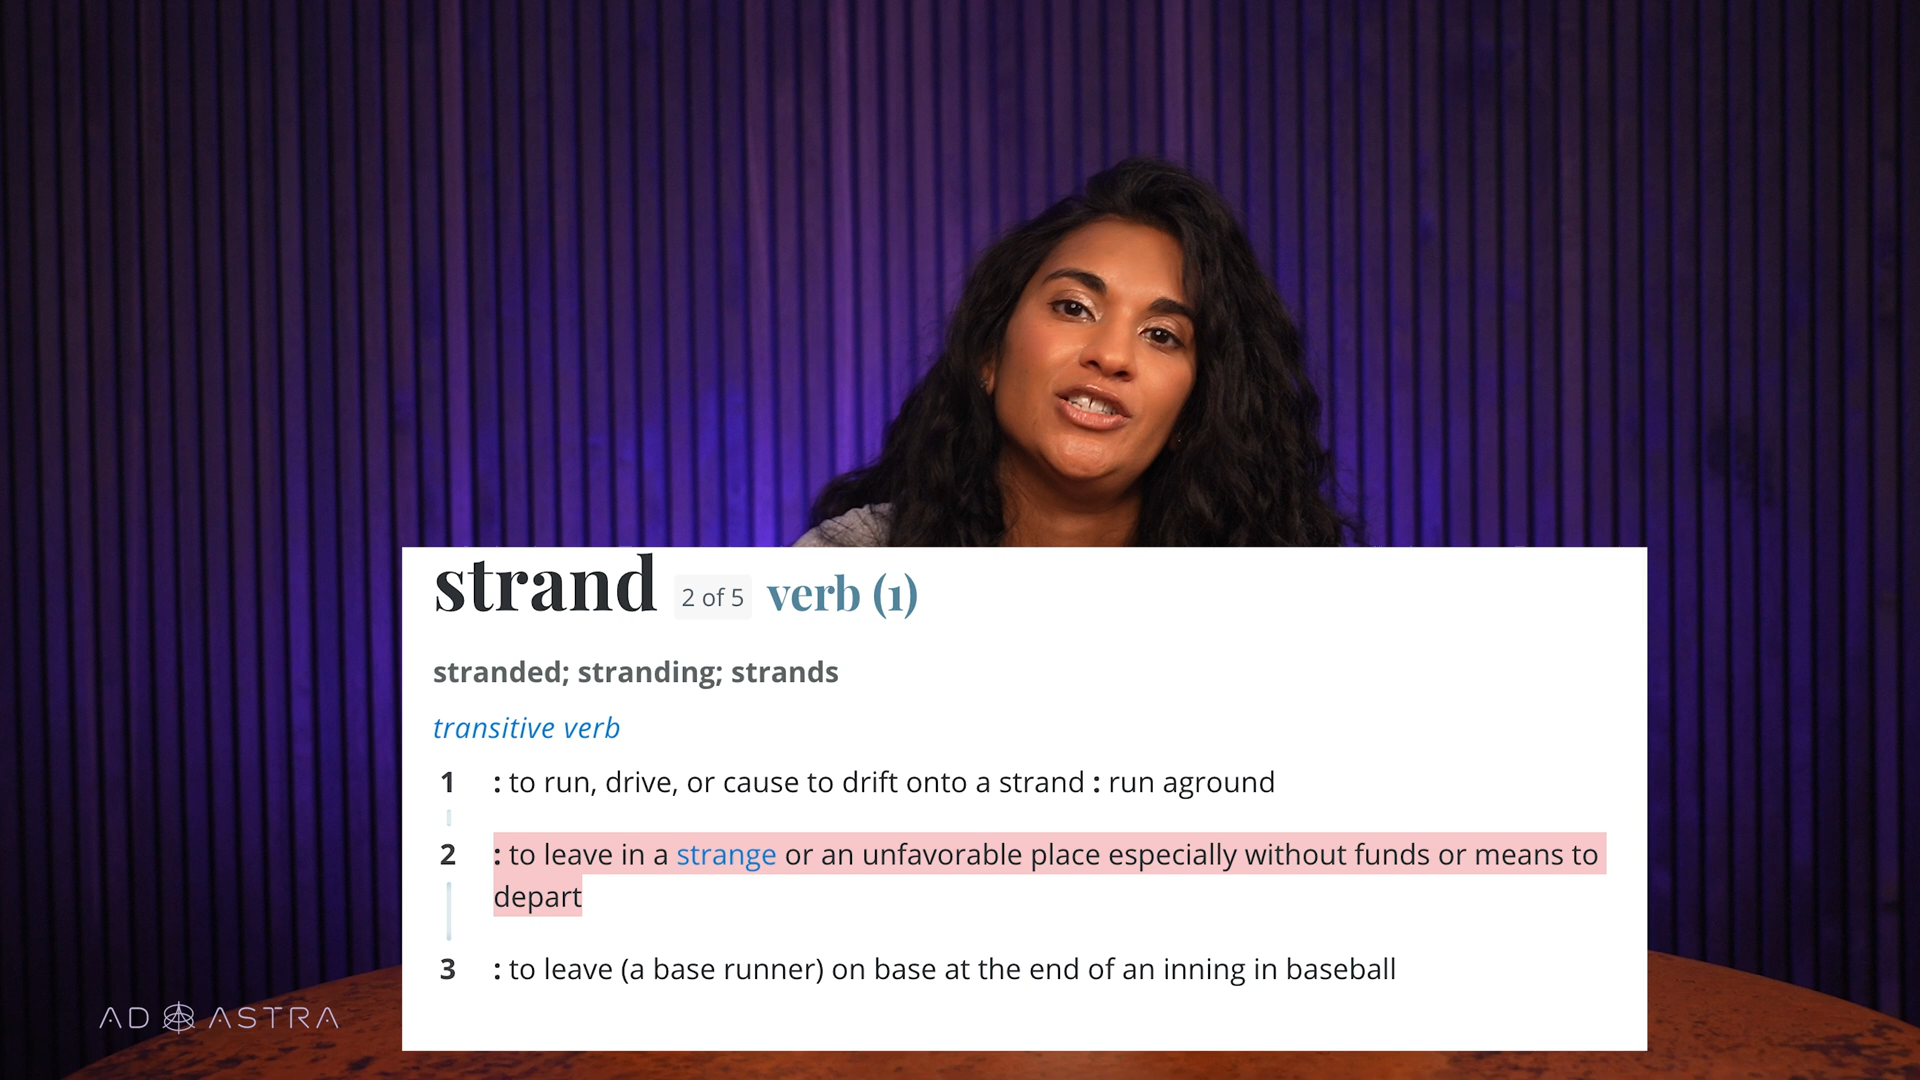 strand 2 of 5 verb (1)
stranded; stranding; strands
transitive verb
1 : to run, drive, or cause to drift onto a strand : run aground
2 : to leave in a strange or an unfavorable place especially without funds or means to
depart
3 : to leave (a base runner) on base at the end of an inning in baseball
AD ASTRA